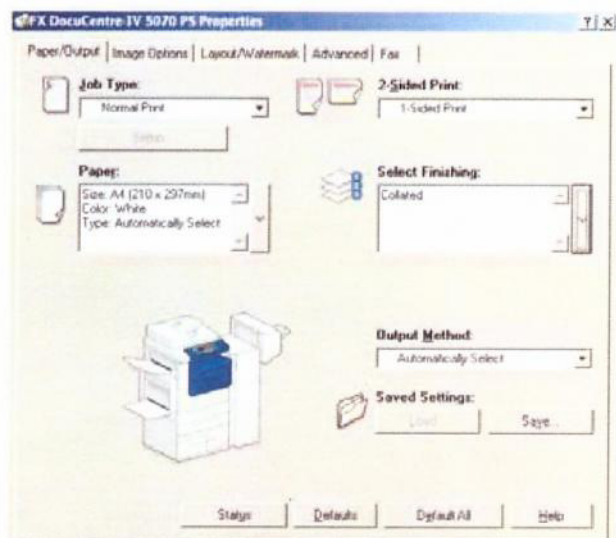 FX DocuCentre-IV 5070 PS Properties
Paper/Output Image Options Layout/Watermark Advanced Fax
Job Type:
Normal Print
Setup
2-Sided Print:
1-Sided Print
Paper:
Size: A4 (210 x 297mm)
Color: White
Type: Automatically Select
Select Finishing:
Collated
Output Method:
Automatically Select
Saved Settings:
Load Save...
Status Defaults Default All Help